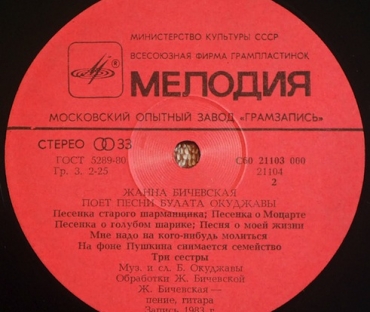 МИНИСТЕРСТВО КУЛЬТУРЫ СССР
ВСЕСОЮЗНАЯ ФИРМА ГРАМПЛАСТИНОК
МЕЛОДИЯ
МОСКОВСКИЙ ОПЫТНЫЙ ЗАВОД «ГРАМЗАПИСЬ»
СТЕРЕО 33
ГОСТ 5289-80 С60 21103 000
Гр. 3. 2-25 21104
2
ЖАННА БИЧЕВСКАЯ
ПОЕТ ПЕСНИ БУЛАТА ОКУДЖАВЫ
Песенка старого шарманщика; Песенка о Моцарте
Песенка о голубом шарике; Песня о моей жизни
Мне надо на кого-нибудь молиться
На фоне Пушкина снимается семейство
Три сестры
Муз. и сл. Б. Окуджавы
Обработки Ж. Бичевской
Ж. Бичевская —
пение, гитара
Запись 1983 г.